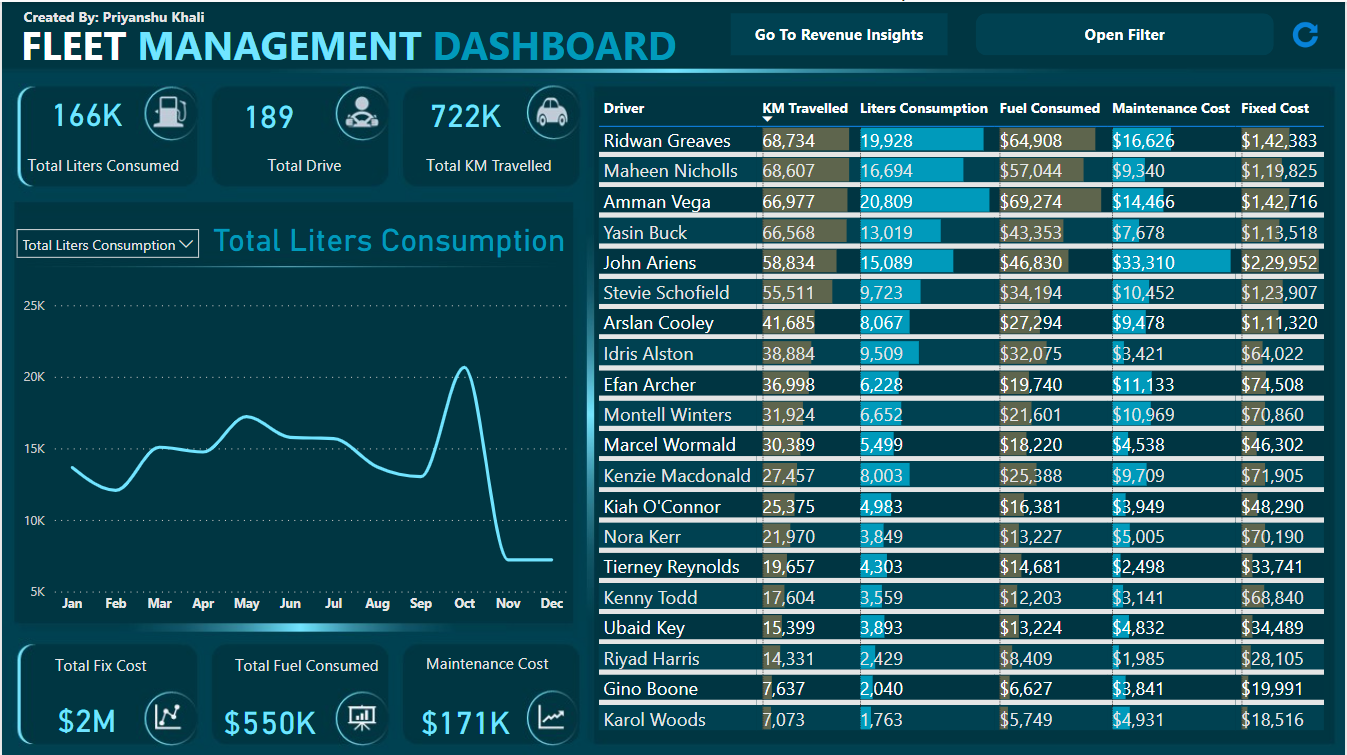 Created By: Priyanshu Khali
FLEET MANAGEMENT DASHBOARD
Go To Revenue Insights
Open Filter
166K
Total Liters Consumed
189
Total Drive
722K
Total KM Travelled
Total Liters Consumption
Total Liters Consumption
25K
20K
15K
10K
5K
Jan Feb Mar Apr May Jun Jul Aug Sep Oct Nov Dec
Total Fix Cost
$2M
Total Fuel Consumed
$550K
Maintenance Cost
$171K
Driver KM Travelled Liters Consumption Fuel Consumed Maintenance Cost Fixed Cost
Ridwan Greaves 68,734 19,928 $64,908 $16,626 $1,42,383
Maheen Nicholls 68,607 16,694 $57,044 $9,340 $1,19,825
Amman Vega 66,977 20,809 $69,274 $14,466 $1,42,716
Yasin Buck 66,568 13,019 $43,353 $7,678 $1,13,518
John Ariens 58,834 15,089 $46,830 $33,310 $2,29,952
Stevie Schofield 55,511 9,723 $34,194 $10,452 $1,23,907
Arslan Cooley 41,685 8,067 $27,294 $9,478 $1,11,320
Idris Alston 38,884 9,509 $32,075 $3,421 $64,022
Efan Archer 36,998 6,228 $19,740 $11,133 $74,508
Montell Winters 31,924 6,652 $21,601 $10,969 $70,860
Marcel Wormald 30,389 5,499 $18,220 $4,538 $46,302
Kenzie Macdonald 27,457 8,003 $25,388 $9,709 $71,905
Kiah O'Connor 25,375 4,983 $16,381 $3,949 $48,290
Nora Kerr 21,970 3,849 $13,227 $5,005 $70,190
Tierney Reynolds 19,657 4,303 $14,681 $2,498 $33,741
Kenny Todd 17,604 3,559 $12,203 $3,141 $68,840
Ubaid Key 15,399 3,893 $13,224 $4,832 $34,489
Riyad Harris 14,331 2,429 $8,409 $1,985 $28,105
Gino Boone 7,637 2,040 $6,627 $3,841 $19,991
Karol Woods 7,073 1,763 $5,749 $4,931 $18,516